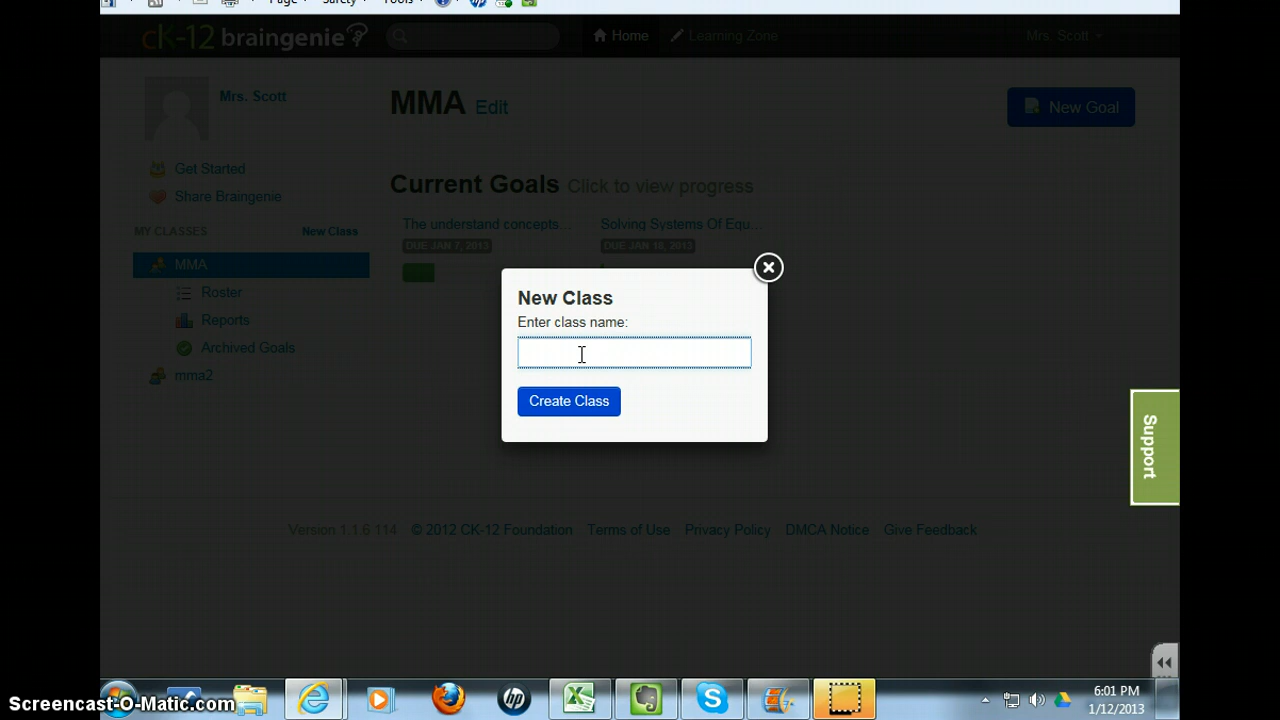 Page Safety Tools
ck-12 braingenie
Home
Learning Zone
Mrs. Scott
Mrs. Scott
MMA Edit
New Goal
Get Started
Share Braingenie
Current Goals Click to view progress
The understand concepts...
Solving Systems Of Equ...
MY CLASSES
New Class
DUE JAN 7, 2013
DUE JAN 18, 2013
MMA
Roster
Reports
Archived Goals
mma2
New Class
Enter class name:
Create Class
Support
Version 1.1.6.114
© 2012 CK-12 Foundation
Terms of Use
Privacy Policy
DMCA Notice
Give Feedback
6:01 PM
1/12/2013
Screencast-O-Matic.com